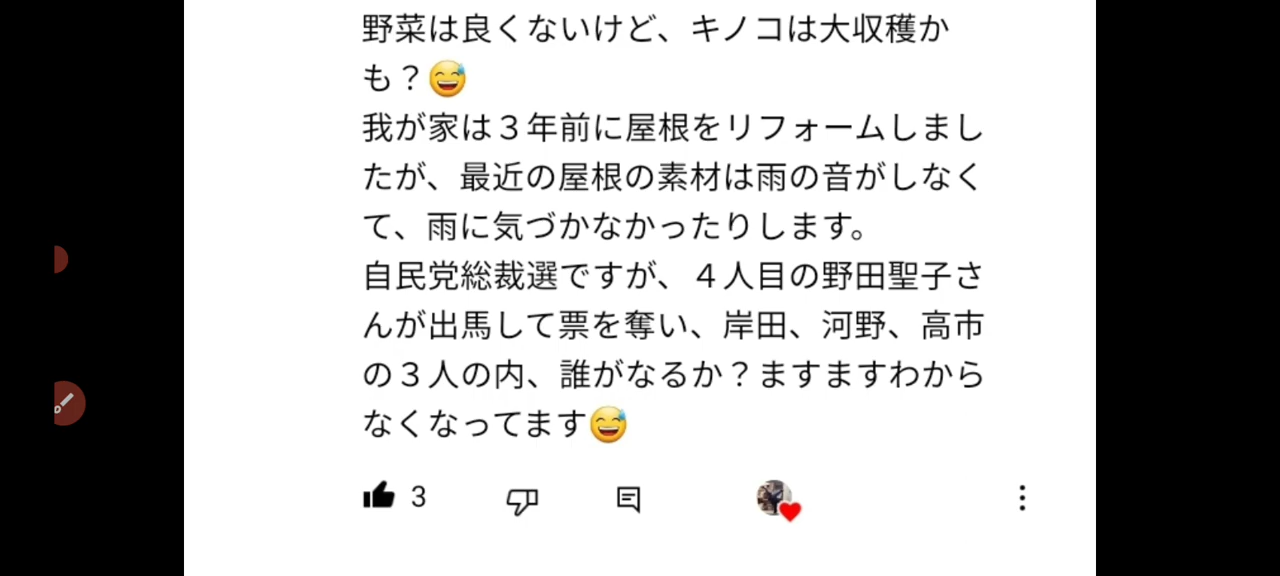 野菜は良くないけど、キノコは大収穫か
も？😅
我が家は３年前に屋根をリフォームしまし
たが、最近の屋根の素材は雨の音がしなく
て、雨に気づかなかったりします。
自民党総裁選ですが、４人目の野田聖子さ
んが出馬して票を奪い、岸田、河野、高市
の３人の内、誰がなるか？ますますわから
なくなってます😅
3